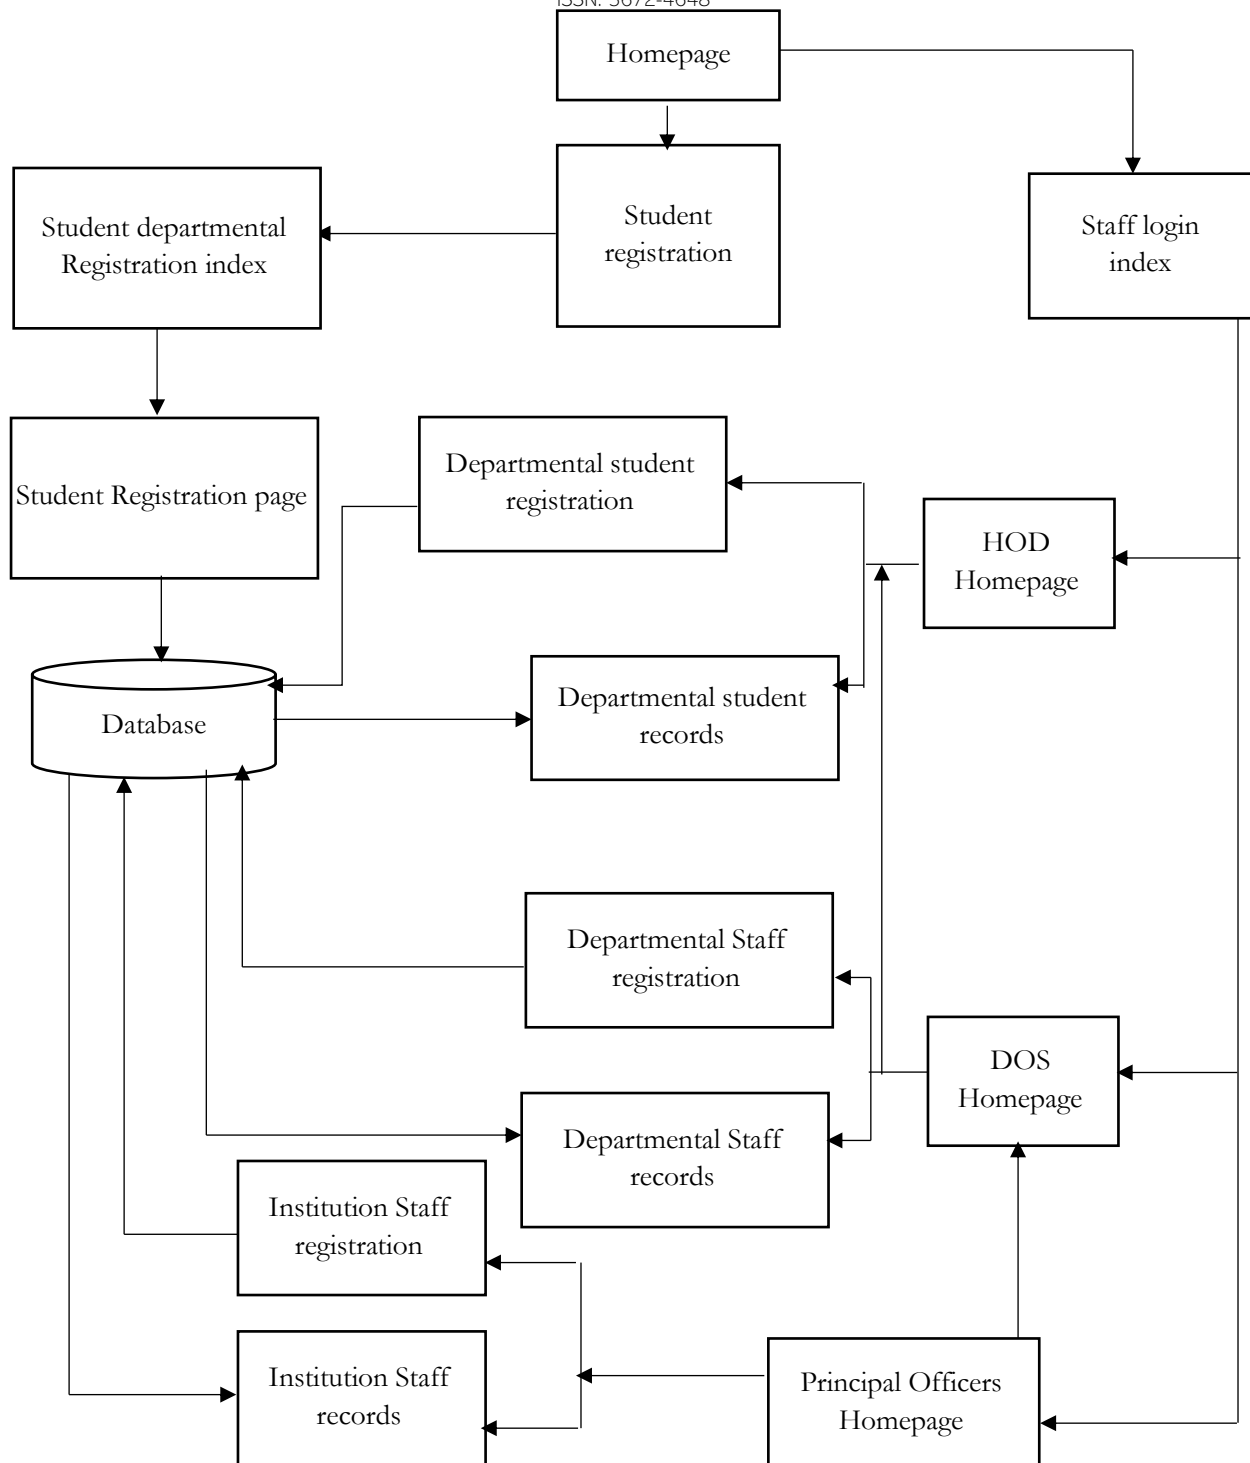 Homepage
Student
registration
Staff login
index
Student departmental
Registration index
Student Registration page
Departmental student
registration
HOD
Homepage
Database
Departmental student
records
Departmental Staff
registration
DOS
Homepage
Departmental Staff
records
Institution Staff
registration
Institution Staff
records
Principal Officers
Homepage